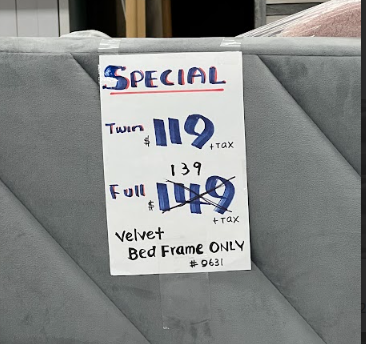 SPECIAL
Twin $119 +TAX
139
Full $149 +TAX
Velvet
Bed Frame ONLY
#0631